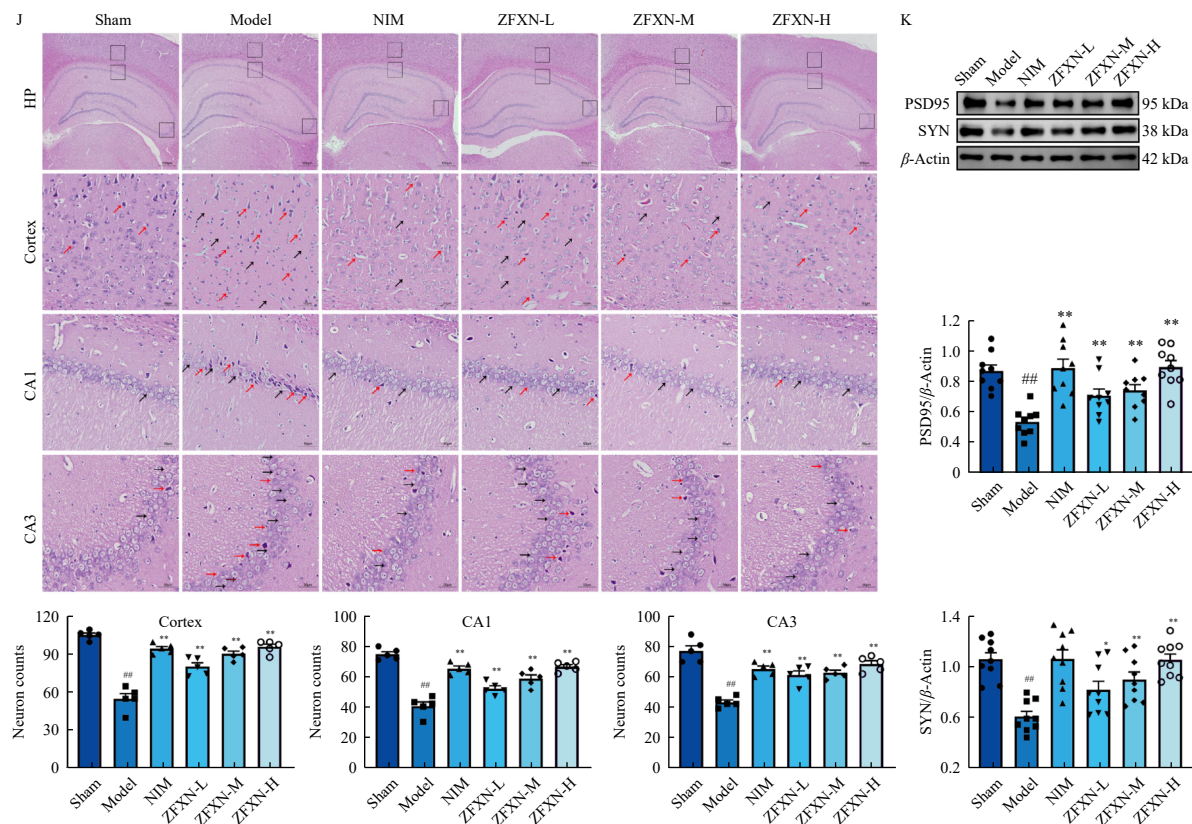 J
Sham Model NIM ZFXN-L ZFXN-M ZFXN-H
HP
Cortex
CA1
CA3
K
Sham Model NIM ZFXN-L ZFXN-M ZFXN-H
PSD95 95 kDa
SYN 38 kDa
β-Actin 42 kDa
PSD95/β-Actin
1.2
1.0
0.8
0.6
0.4
0
## ** ** ** **
Sham Model NIM ZFXN-L ZFXN-M ZFXN-H
Cortex
Neuron counts
120
90
60
30
0
## ** ** ** **
Sham Model NIM ZFXN-L ZFXN-M ZFXN-H
CA1
Neuron counts
100
80
60
40
20
0
## ** ** ** **
Sham Model NIM ZFXN-L ZFXN-M ZFXN-H
CA3
Neuron counts
100
80
60
40
20
0
## ** ** ** **
Sham Model NIM ZFXN-L ZFXN-M ZFXN-H
SYN/β-Actin
1.4
1.0
0.6
0.2
## * ** **
Sham Model NIM ZFXN-L ZFXN-M ZFXN-H